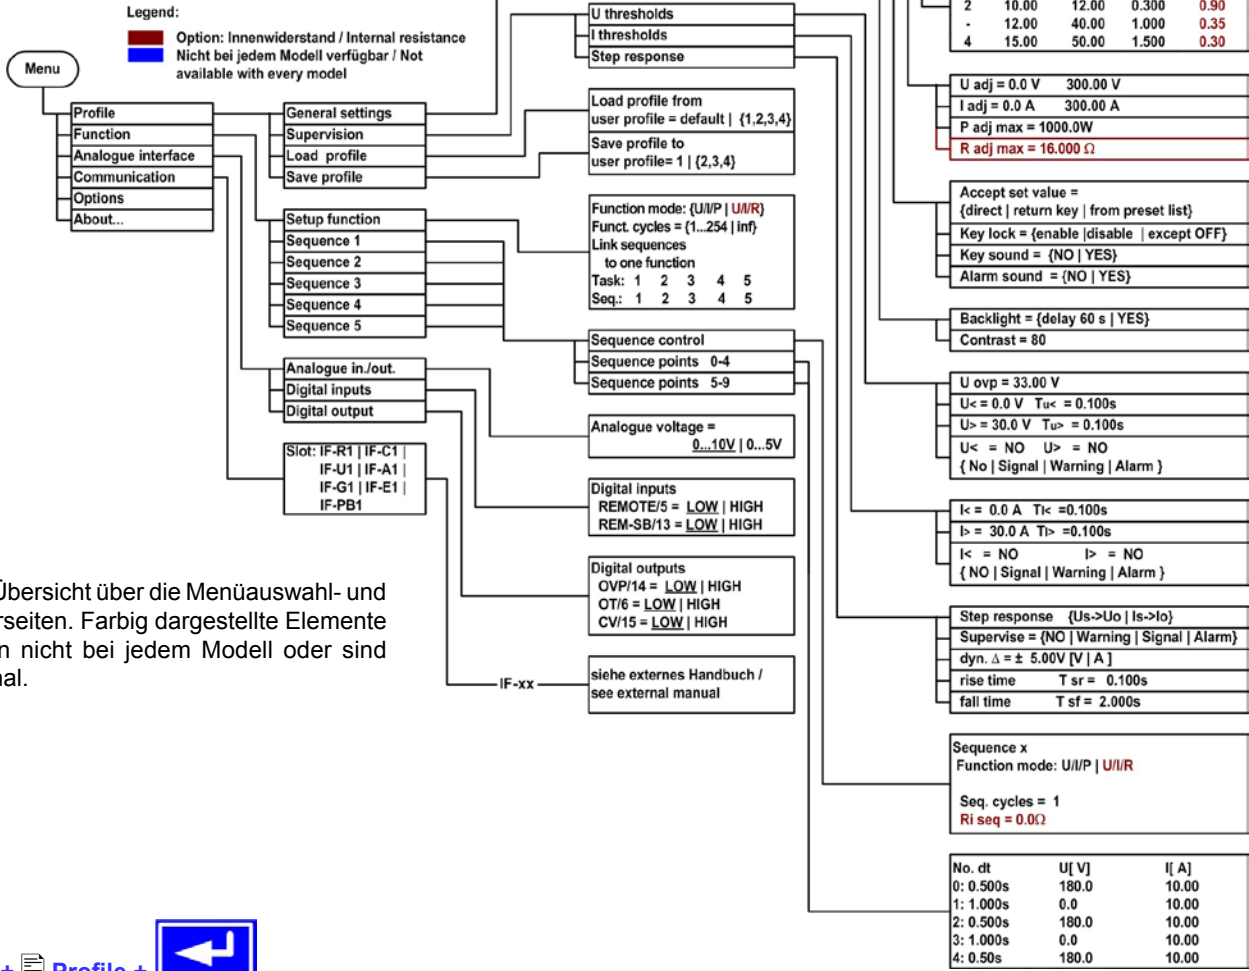 Legend:
Option: Innenwiderstand / Internal resistance
Nicht bei jedem Modell verfügbar / Not
available with every model
Menu
Profile
Function
Analogue interface
Communication
Options
About...
General settings
Supervision
Load profile
Save profile
Setup function
Sequence 1
Sequence 2
Sequence 3
Sequence 4
Sequence 5
Analogue in./out.
Digital inputs
Digital output
Slot: IF-R1 | IF-C1 |
IF-U1 | IF-A1 |
IF-G1 | IF-E1 |
IF-PB1
U thresholds
I thresholds
Step response
Load profile from
user profile = default | {1,2,3,4}
Save profile to
user profile= 1 | {2,3,4}
Function mode: {U/I/P | U/I/R}
Funct. cycles = {1...254 | inf}
Link sequences
to one function
Task: 1 2 3 4 5
Seq.: 1 2 3 4 5
Sequence control
Sequence points 0-4
Sequence points 5-9
Analogue voltage =
0...10V | 0...5V
Digital inputs
REMOTE/5 = LOW | HIGH
REM-SB/13 = LOW | HIGH
Digital outputs
OVP/14 = LOW | HIGH
OT/6 = LOW | HIGH
CV/15 = LOW | HIGH
IF-xx
siehe externes Handbuch /
see external manual
2 10.00 12.00 0.300 0.90
- 12.00 40.00 1.000 0.35
4 15.00 50.00 1.500 0.30
U adj = 0.0 V 300.00 V
I adj = 0.0 A 300.00 A
P adj max = 1000.0W
R adj max = 16.000 Ω
Accept set value =
{direct | return key | from preset list}
Key lock = {enable |disable | except OFF}
Key sound = {NO | YES}
Alarm sound = {NO | YES}
Backlight = {delay 60 s | YES}
Contrast = 80
U ovp = 33.00 V
U< = 0.0 V Tu< = 0.100s
U> = 30.0 V Tu> = 0.100s
U< = NO U> = NO
{ No | Signal | Warning | Alarm }
I< = 0.0 A TI< =0.100s
I> = 30.0 A TI> =0.100s
I< = NO I> = NO
{ NO | Signal | Warning | Alarm }
Step response {Us->Uo | Is->Io}
Supervise = {NO | Warning | Signal | Alarm}
dyn. Δ = ± 5.00V [V | A ]
rise time T sr = 0.100s
fall time T sf = 2.000s
Sequence x
Function mode: U/I/P | U/I/R
Seq. cycles = 1
Ri seq = 0.0Ω
No. dt U[ V] I[ A]
0: 0.500s 180.0 10.00
1: 1.000s 0.0 10.00
2: 0.500s 180.0 10.00
3: 1.000s 0.0 10.00
4: 0.50s 180.0 10.00
Übersicht über die Menüauswahl- und
rseiten. Farbig dargestellte Elemente
n nicht bei jedem Modell oder sind
al.
+ Profile +